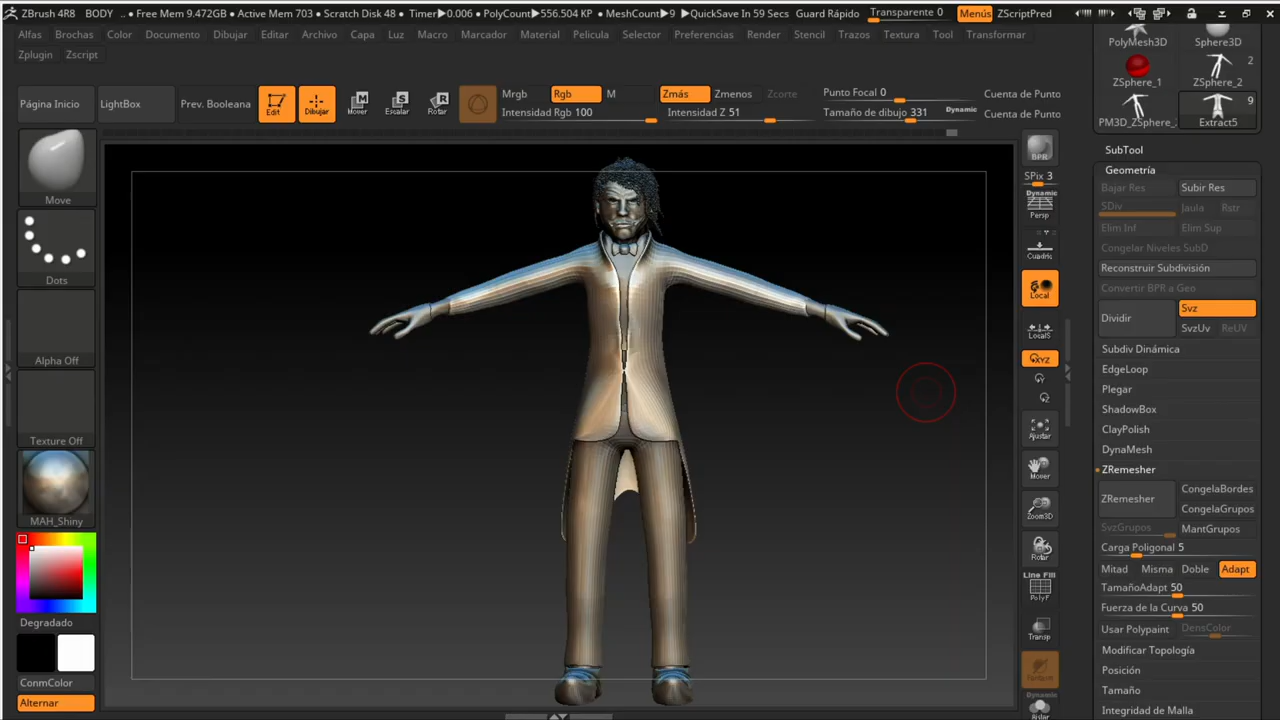 ZBrush 4R8 BODY .. • Free Mem 9.472GB • Active Mem 703 • Scratch Disk 48 • Timer▶0.006 • PolyCount▶556.504 KP • MeshCount▶9 ▶QuickSave In 59 Secs Guard Rápido Transparente 0 Menús ZScriptPred
Alfas Brochas Color Documento Dibujar Editar Archivo Capa Luz Macro Marcador Material Pelicula Selector Preferencias Render Stencil Trazos Textura Tool Transformar
Zplugin Zscript
Página Inicio LightBox Prev. Booleana Edit Dibujar Mover Escalar Rotar
Mrgb Rgb M Zmás Zmenos Zcorte Punto Focal 0 Cuenta de Punto
Intensidad Rgb 100 Intensidad Z 51 Tamaño de dibujo 331 Dynamic Cuenta de Punto
Move
Dots
Alpha Off
Texture Off
MAH_Shiny
Degradado
ConmColor
Alternar
BPR
SPix 3
Dynamic
Persp
Cuadric
Local
LocalS
XYZ
Ajustar
Mover
Zoom3D
Rotar
Line Fill
PolyF
Transp
Dynamic
PolyMesh3D Sphere3D
2
ZSphere_1 ZSphere_2
9
Extract5
SubTool
Geometría
Bajar Res Subir Res
SDiv Jaula Rstr
Elim Inf Elim Sup
Congelar Niveles SubD
Reconstruir Subdivisión
Convertir BPR a Geo
Dividir Svz
SvzUv ReUV
Subdiv Dinámica
EdgeLoop
Plegar
ShadowBox
ClayPolish
DynaMesh
ZRemesher
ZRemesher CongelaBordes
CongelaGrupos
SvzGrupos MantGrupos
Carga Poligonal 5
Mitad Misma Doble Adapt
TamañoAdapt 50
Fuerza de la Curva 50
Usar Polypaint DensColor
Modificar Topología
Posición
Tamaño
Integridad de Malla